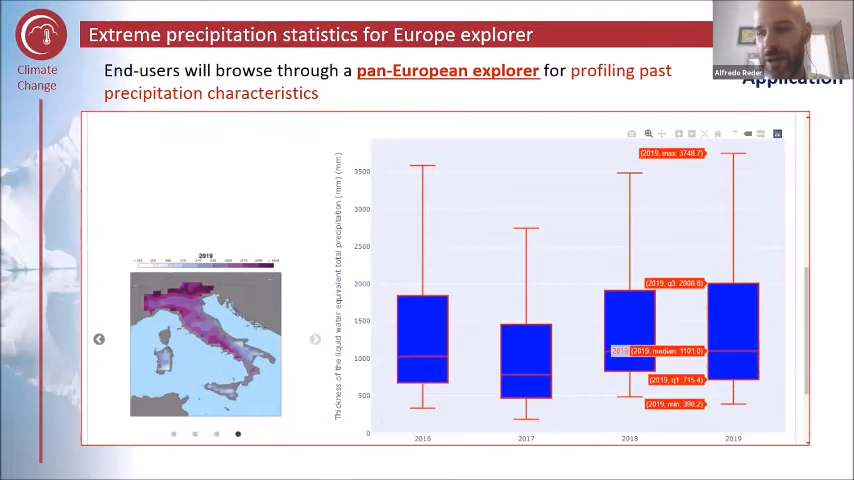 Extreme precipitation statistics for Europe explorer
Alfredo Reder
Climate
Change
End-users will browse through a pan-European explorer for profiling past
precipitation characteristics
Application
Thickness of the liquid water equivalent total precipitation (mm) (mm)
3500
3000
2500
2000
1500
1000
500
0
2016
2017
2018
2019
(2019, max: 3748.7)
(2019, q3: 2008.8)
2019
(2019, median: 1101.0)
(2019, q1: 715.4)
(2019, min: 390.2)
2019